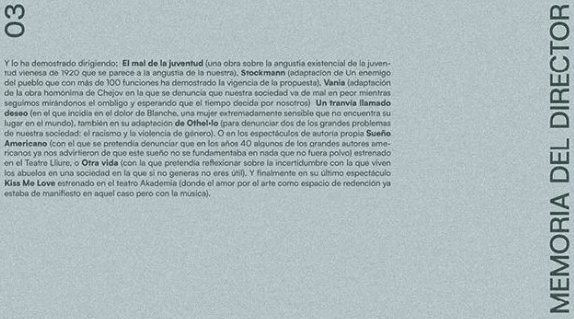 03
Y lo ha demostrado dirigiendo; El mal de la juventud (una obra sobre la angustia existencial de la juven-
tud vienesa de 1920 que se parece a la angustia de la nuestra), Stockmann (adaptacion de Un enemigo
del pueblo que con más de 100 funciones ha demostrado la vigencia de la propuesta), Vania (adaptación
de la obra homónima de Chejov en la que se denuncia que nuestra sociedad va de mal en peor mientras
seguimos mirándonos el ombligo y esperando que el tiempo decida por nosotros) Un tranvía llamado
deseo (en el que incidía en el dolor de Blanche, una mujer extremadamente sensible que no encuentra su
lugar en el mundo), también en su adaptación de Othel·lo (para denunciar dos de los grandes problemas
de nuestra sociedad: el racismo y la violencia de género). O en los espectáculos de autoría propia Sueño
Americano (con el que se pretendía denunciar que en los años 40 algunos de los grandes autores ame-
ricanos ya nos advirtieron de que este sueño no se fundamentaba en nada que no fuera polvo) estrenado
en el Teatre Lliure, o Otra vida (con la que pretendía reflexionar sobre la incertidumbre con la que viven
los abuelos en una sociedad en la que si no generas no eres útil). Y finalmente en su último espectáculo
Kiss Me Love estrenado en el teatro Akademia (donde el amor por el arte como espacio de redención ya
estaba de manifiesto en aquel caso pero con la música).
MEMORIA DEL DIRECTOR